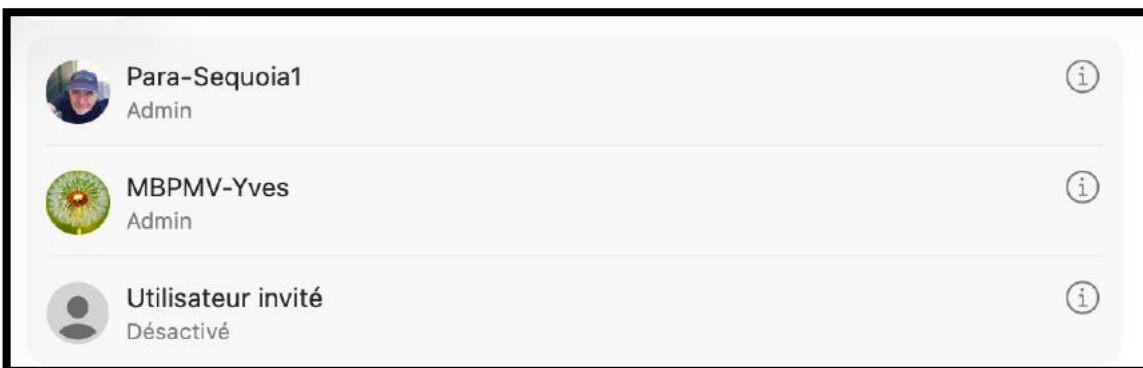 Para-Sequoia1
Admin
MBPMV-Yves
Admin
Utilisateur invité
Désactivé